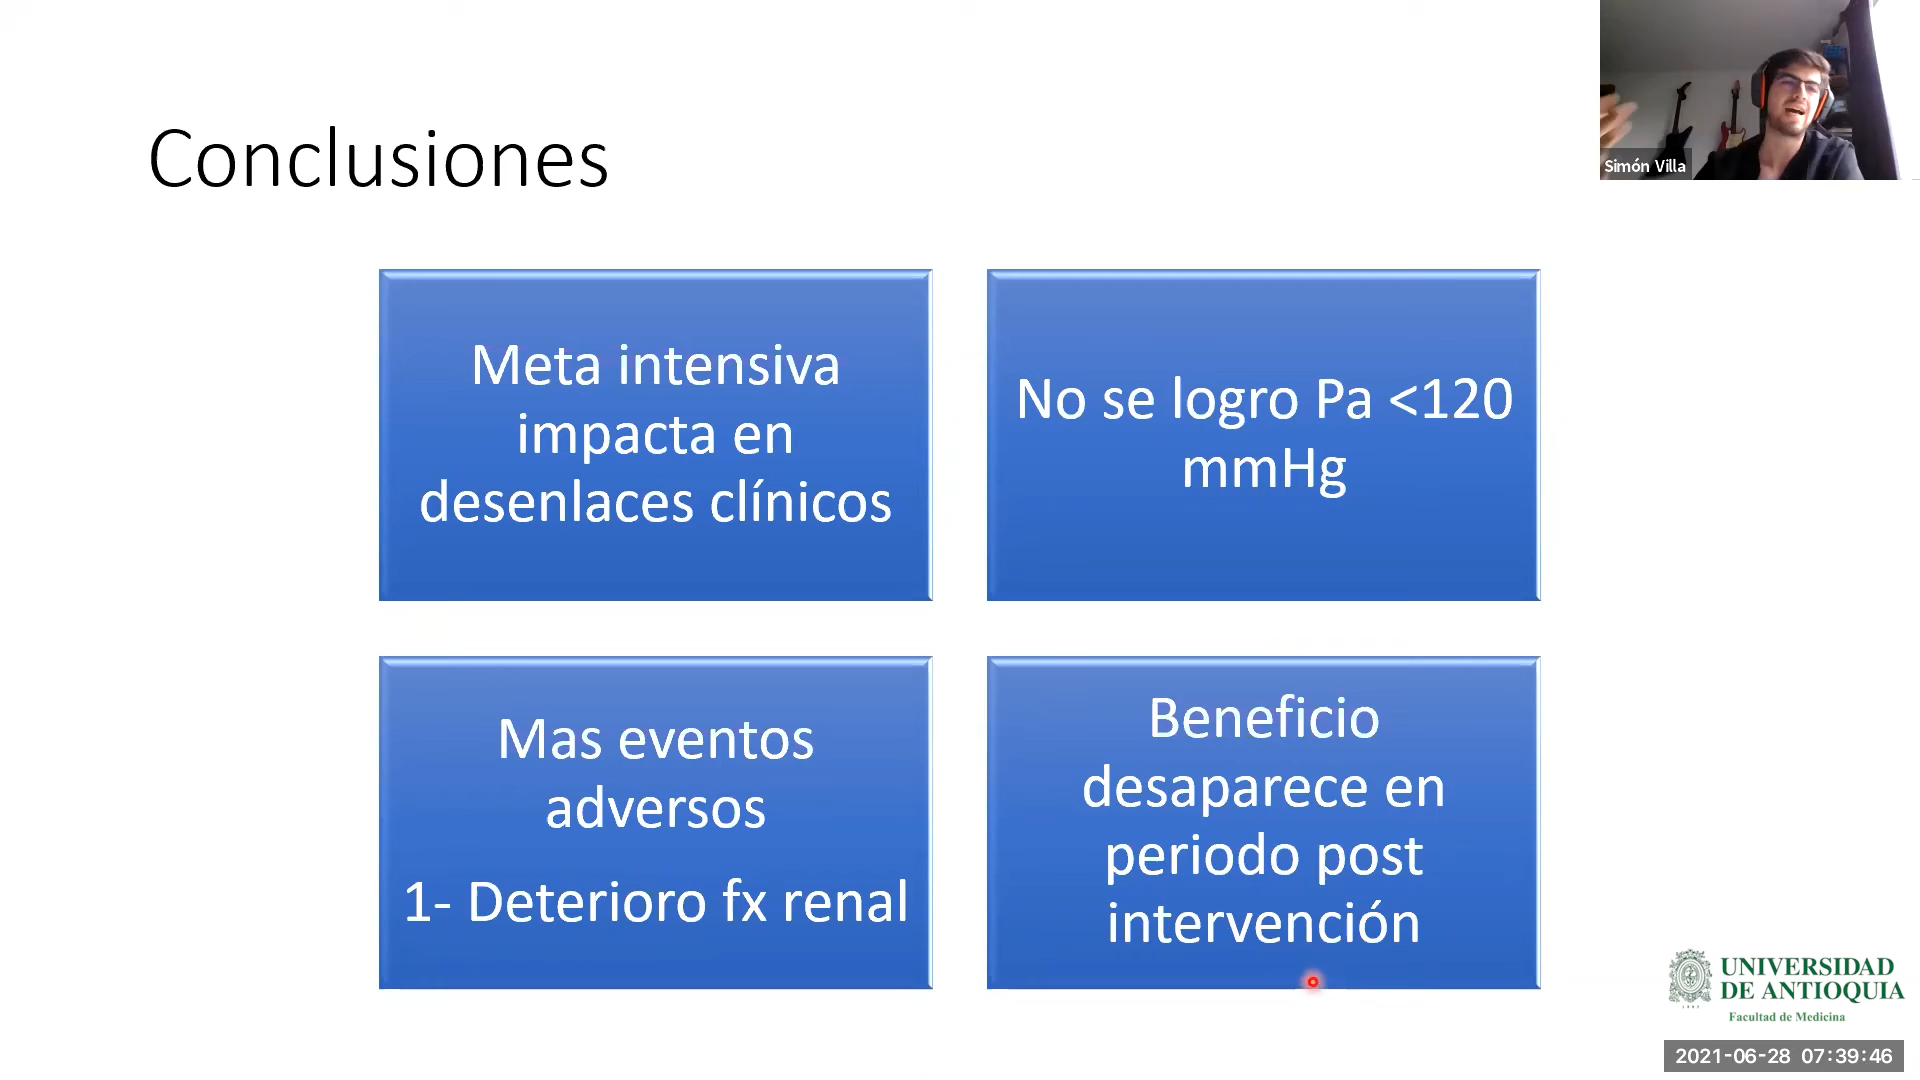 Conclusiones
Simón Villa
Meta intensiva
impacta en
desenlaces clínicos
No se logro Pa <120
mmHg
Mas eventos
adversos
1- Deterioro fx renal
Beneficio
desaparece en
periodo post
intervención
UNIVERSIDAD
DE ANTIOQUIA
Facultad de Medicina
2021-06-28 07:39:46